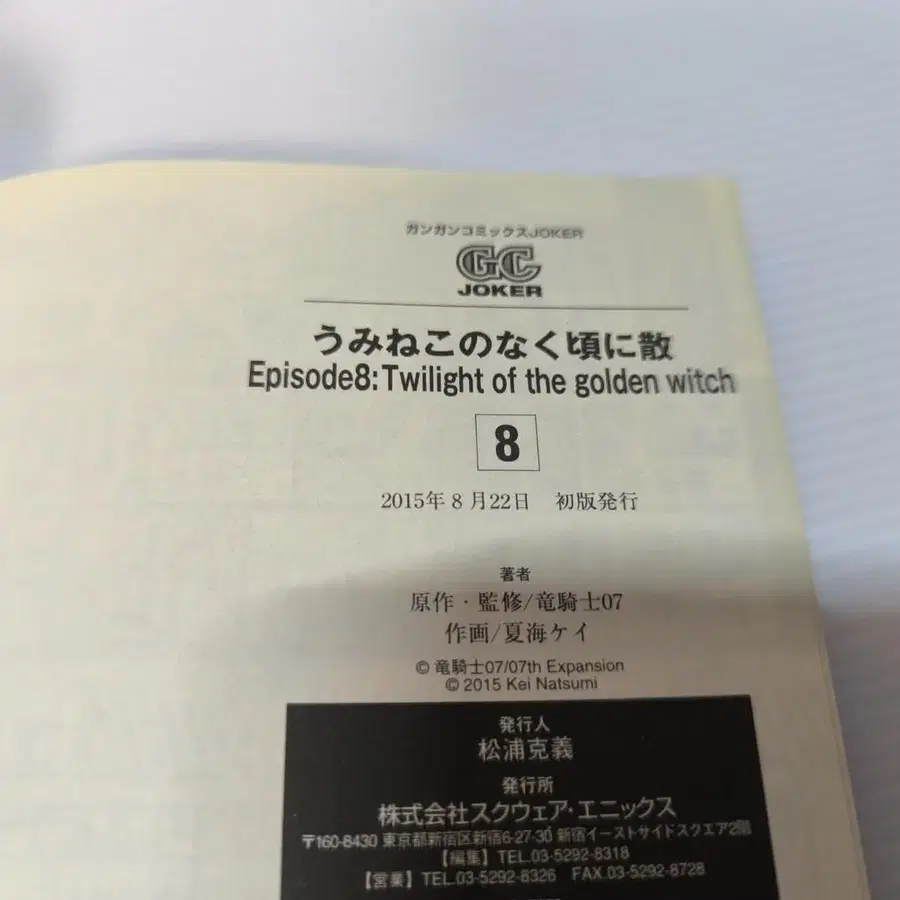 ガンガンコミックスJOKER
GC
JOKER
うみねこのなく頃に散
Episode8:Twilight of the golden witch
8
2015年8月22日 初版発行
著者
原作・監修/竜騎士07
作画/夏海ケイ
© 竜騎士07/07th Expansion
© 2015 Kei Natsumi
発行人
松浦克義
発行所
株式会社スクウェア・エニックス
〒160-8430 東京都新宿区新宿6-27-30 新宿イーストサイドスクエア2階
【編集】TEL.03-5292-8318
【営業】TEL.03-5292-8326 FAX.03-5292-8728